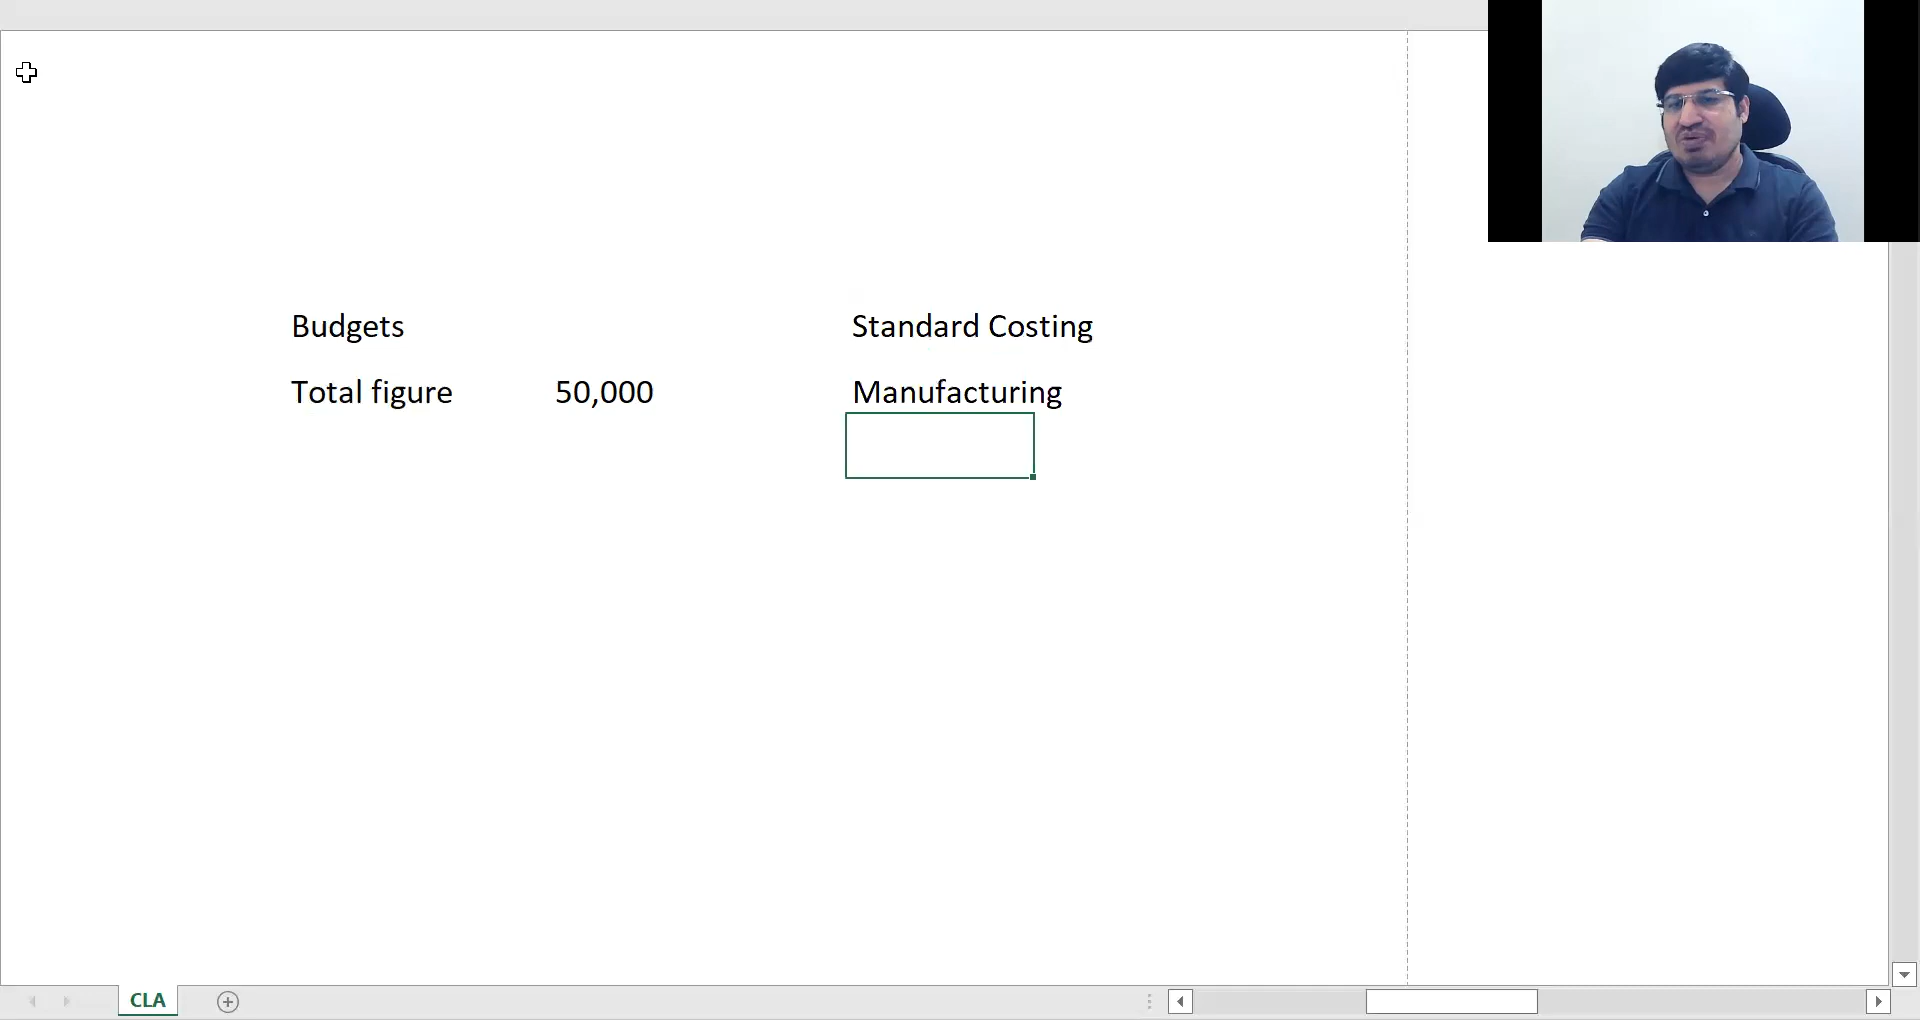 Budgets Standard Costing
Total figure 50,000 Manufacturing
CLA